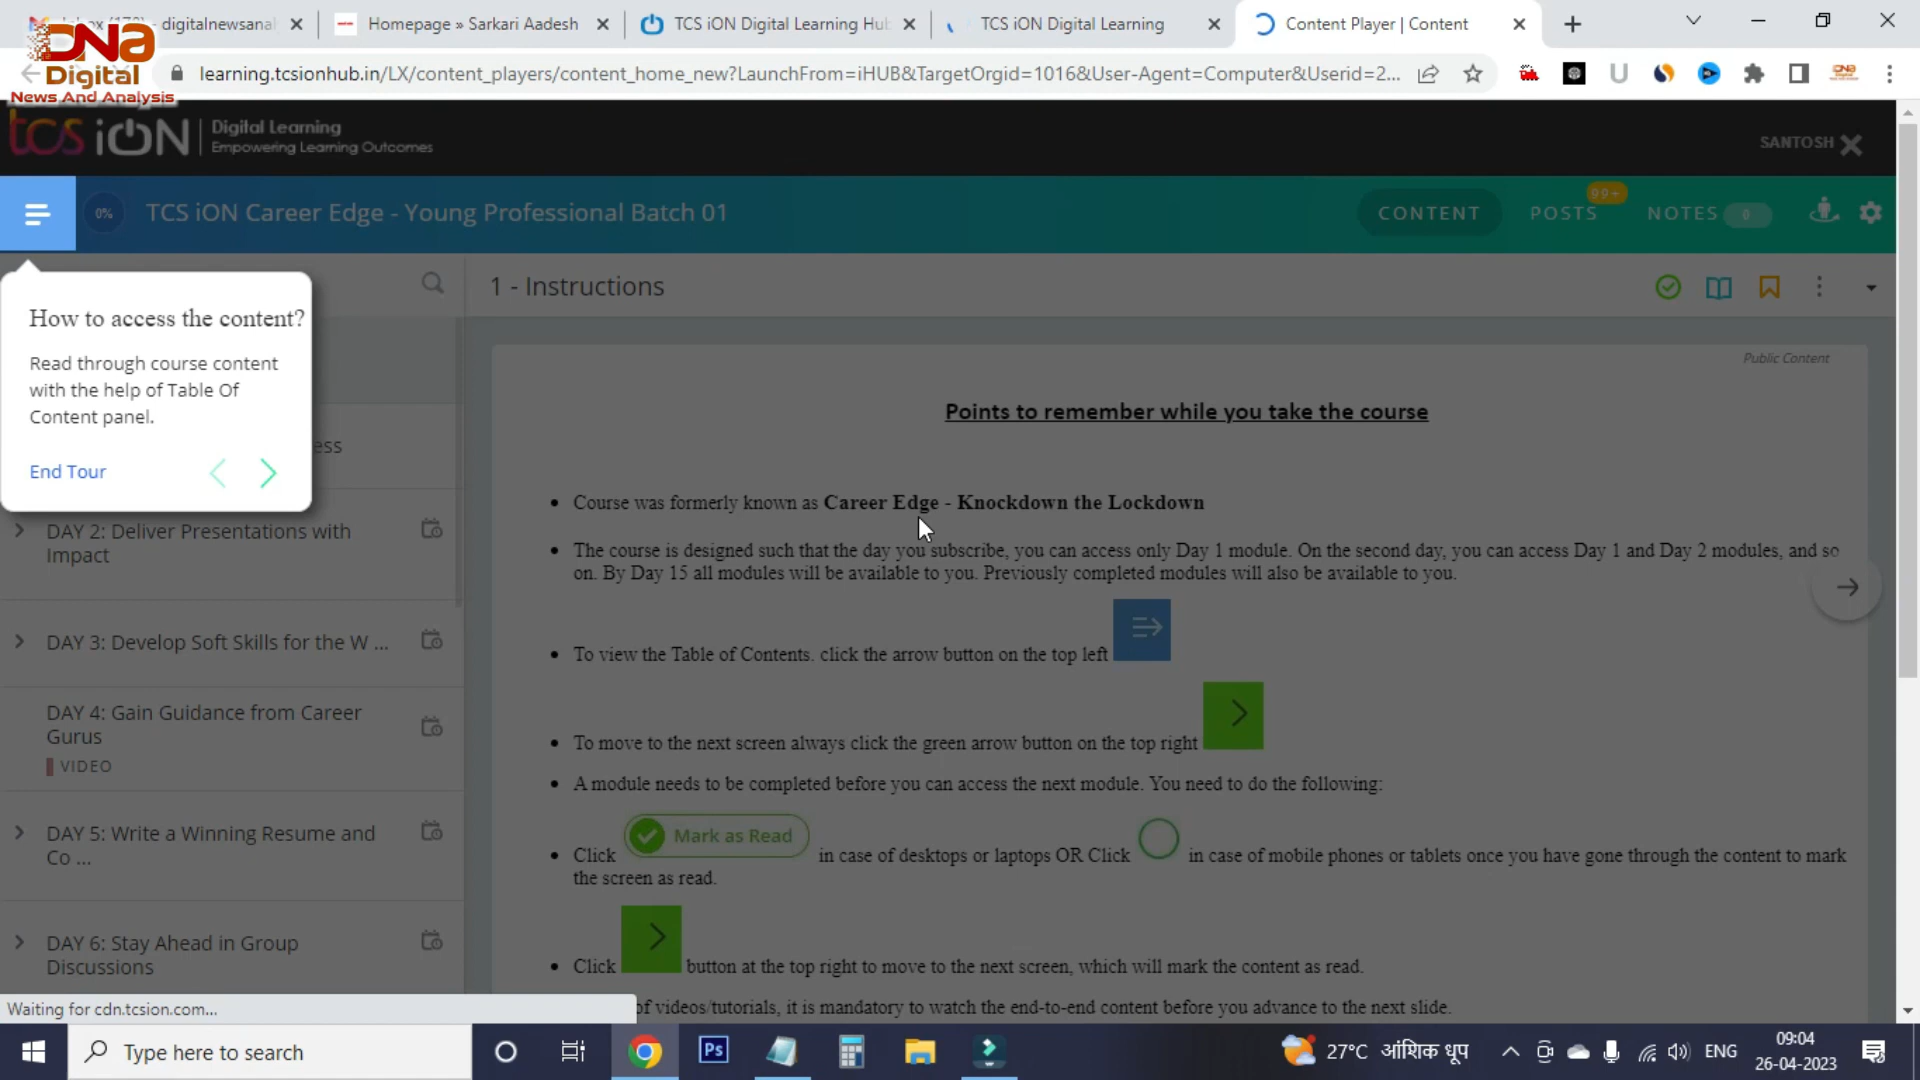 digitalnewsanal
Homepage » Sarkari Aadesh
TCS iON Digital Learning Hub
TCS iON Digital Learning
Content Player | Content
DNA
Digital
News And Analysis
learning.tcsionhub.in/LX/content_players/content_home_new?LaunchFrom=iHUB&TargetOrgid=1016&User-Agent=Computer&Userid=2...
tcs iON
Digital Learning
Empowering Learning Outcomes
SANTOSH
0%
TCS iON Career Edge - Young Professional Batch 01
CONTENT
POSTS
99+
NOTES
0
How to access the content?
Read through course content
with the help of Table Of
Content panel.
End Tour
ess
DAY 2: Deliver Presentations with
Impact
DAY 3: Develop Soft Skills for the W ...
DAY 4: Gain Guidance from Career
Gurus
VIDEO
DAY 5: Write a Winning Resume and
Co ...
DAY 6: Stay Ahead in Group
Discussions
1 - Instructions
Public Content
Points to remember while you take the course
• Course was formerly known as Career Edge - Knockdown the Lockdown
• The course is designed such that the day you subscribe, you can access only Day 1 module. On the second day, you can access Day 1 and Day 2 modules, and so
on. By Day 15 all modules will be available to you. Previously completed modules will also be available to you.
• To view the Table of Contents. click the arrow button on the top left
• To move to the next screen always click the green arrow button on the top right
• A module needs to be completed before you can access the next module. You need to do the following:
• Click Mark as Read in case of desktops or laptops OR Click in case of mobile phones or tablets once you have gone through the content to mark
the screen as read.
• Click button at the top right to move to the next screen, which will mark the content as read.
of videos/tutorials, it is mandatory to watch the end-to-end content before you advance to the next slide.
Waiting for cdn.tcsion.com...
Type here to search
Ps
27°C आंशिक धूप
ENG
09:04
26-04-2023